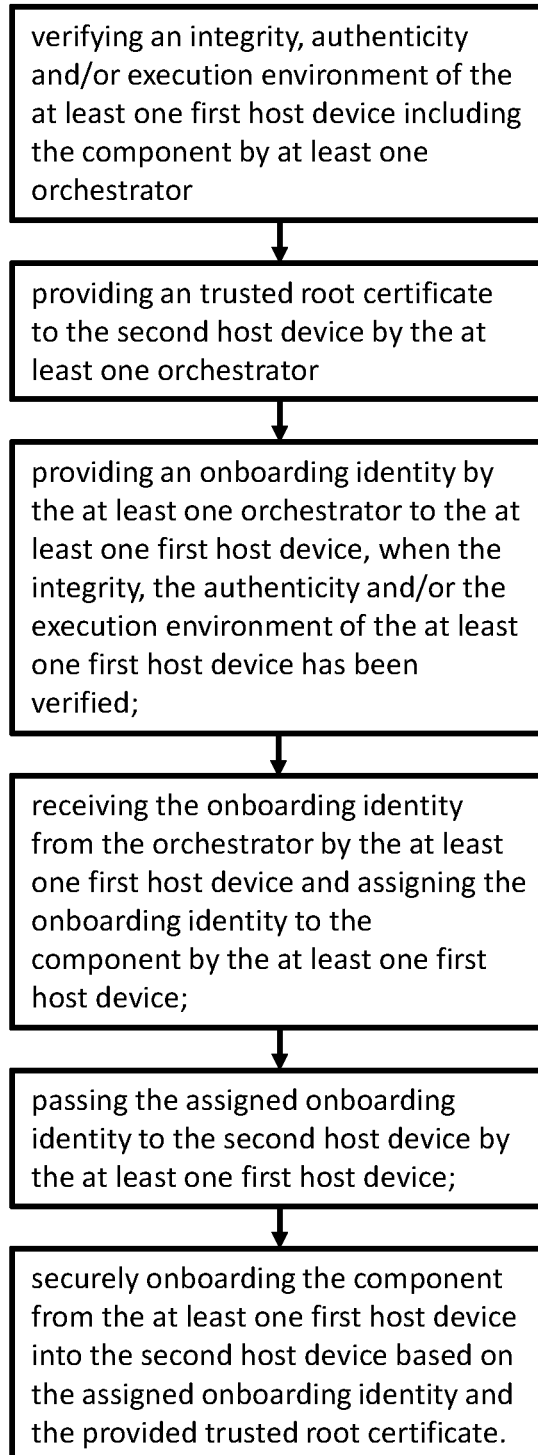 verifying an integrity, authenticity
and/or execution environment of the
at least one first host device including
the component by at least one
orchestrator
providing an trusted root certificate
to the second host device by the at
least one orchestrator
providing an onboarding identity by
the at least one orchestrator to the at
least one first host device, when the
integrity, the authenticity and/or the
execution environment of the at least
one first host device has been
verified;
receiving the onboarding identity
from the orchestrator by the at least
one first host device and assigning the
onboarding identity to the
component by the at least one first
host device;
passing the assigned onboarding
identity to the second host device by
the at least one first host device;
securely onboarding the component
from the at least one first host device
into the second host device based on
the assigned onboarding identity and
the provided trusted root certificate.